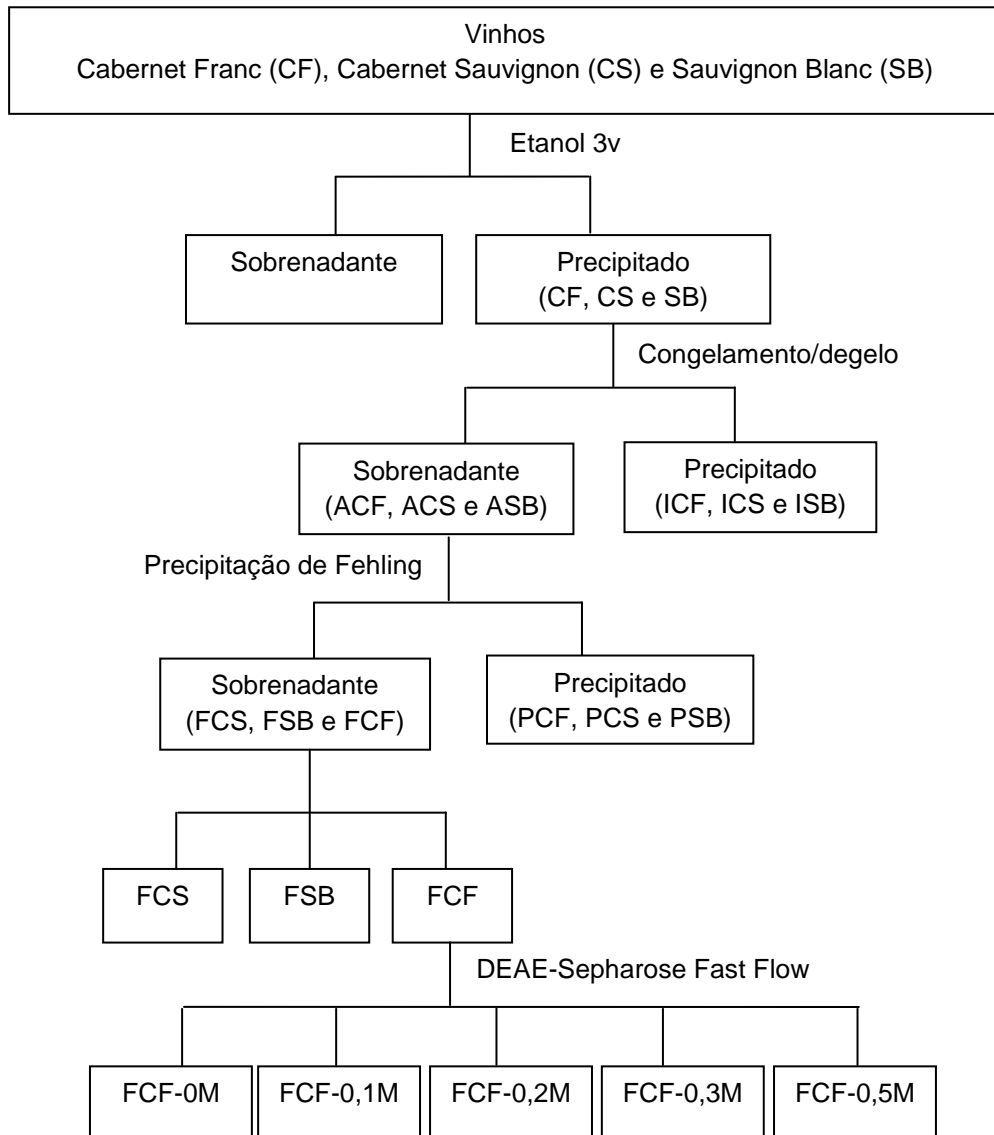 Vinhos
Cabernet Franc (CF), Cabernet Sauvignon (CS) e Sauvignon Blanc (SB)
Etanol 3v
Sobrenadante
Precipitado
(CF, CS e SB)
Congelamento/degelo
Sobrenadante
(ACF, ACS e ASB)
Precipitado
(ICF, ICS e ISB)
Precipitação de Fehling
Sobrenadante
(FCS, FSB e FCF)
Precipitado
(PCF, PCS e PSB)
FCS
FSB
FCF
DEAE-Sepharose Fast Flow
FCF-0M
FCF-0,1M
FCF-0,2M
FCF-0,3M
FCF-0,5M